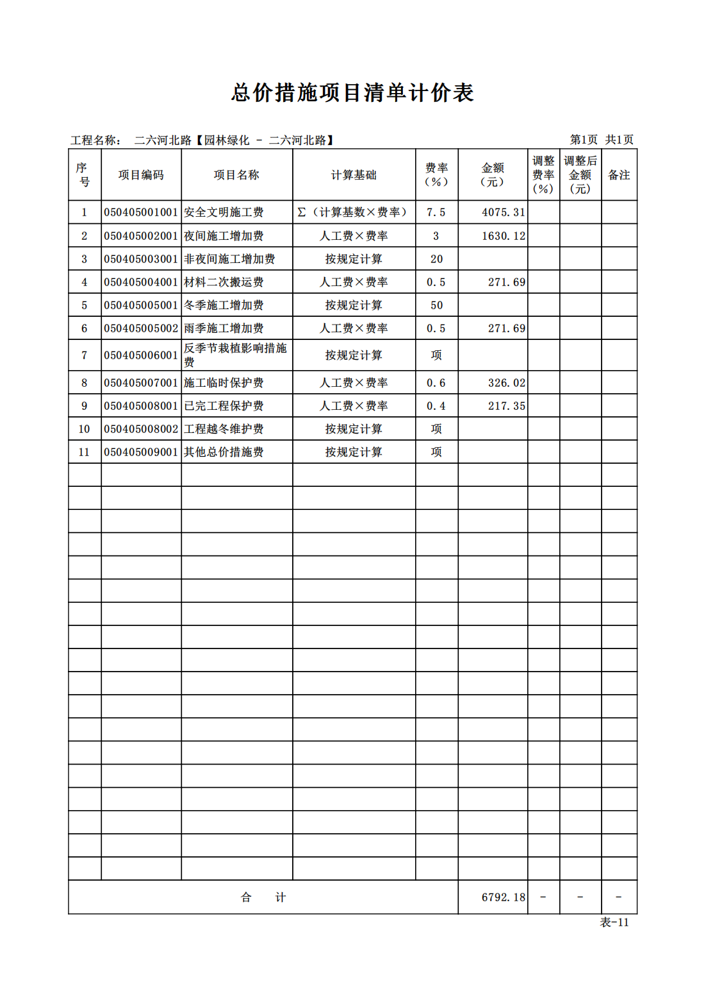 总价措施项目清单计价表
工程名称： 二六河北路【园林绿化 - 二六河北路】 第1页 共1页
序号 项目编码 项目名称 计算基础 费率（%） 金额（元） 调整费率(%) 调整后金额(元) 备注
1 050405001001 安全文明施工费 Σ（计算基数×费率） 7.5 4075.31
2 050405002001 夜间施工增加费 人工费×费率 3 1630.12
3 050405003001 非夜间施工增加费 按规定计算 20
4 050405004001 材料二次搬运费 人工费×费率 0.5 271.69
5 050405005001 冬季施工增加费 按规定计算 50
6 050405005002 雨季施工增加费 人工费×费率 0.5 271.69
7 050405006001 反季节栽植影响措施费 按规定计算 项
8 050405007001 施工临时保护费 人工费×费率 0.6 326.02
9 050405008001 已完工程保护费 人工费×费率 0.4 217.35
10 050405008002 工程越冬维护费 按规定计算 项
11 050405009001 其他总价措施费 按规定计算 项
合 计 6792.18 - - -
表-11